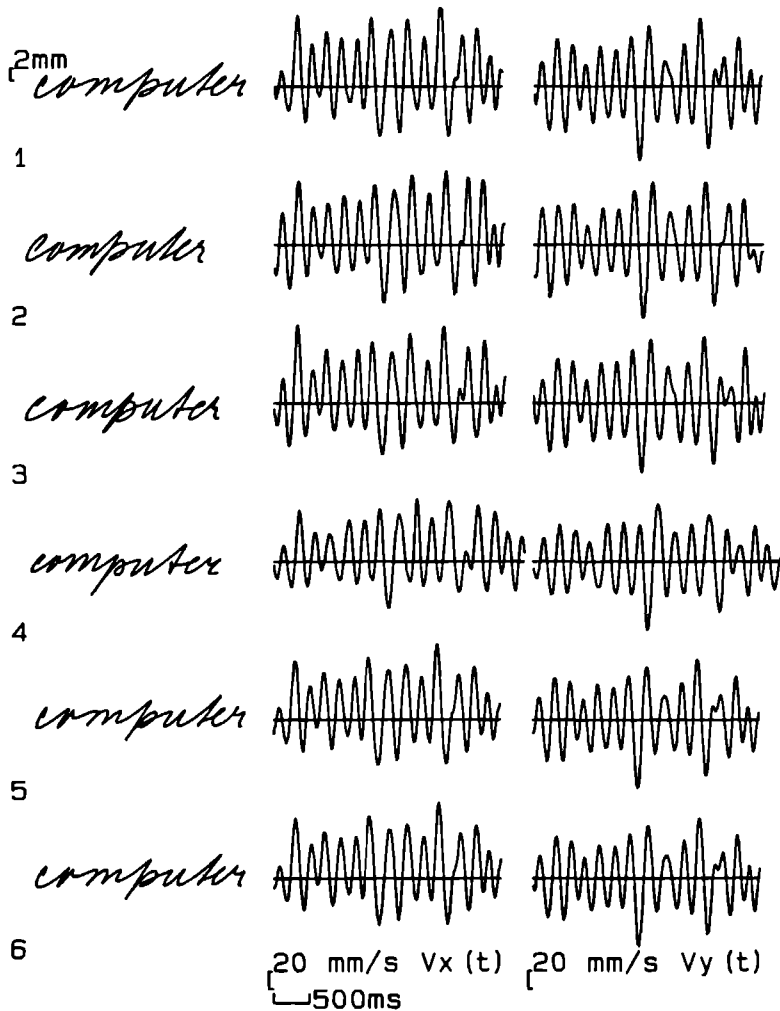 2mm
computer
1
computer
2
computer
3
computer
4
computer
5
computer
6
20 mm/s Vx (t) 20 mm/s Vy (t)
500ms